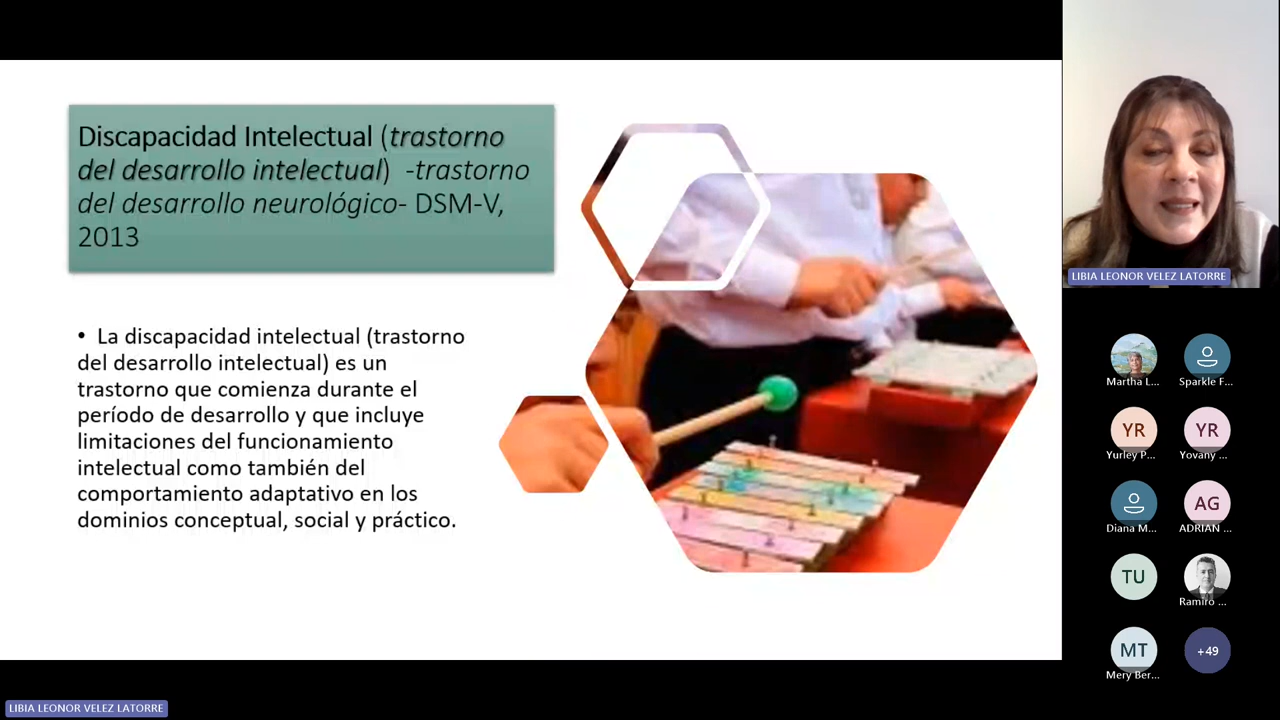 Discapacidad Intelectual (trastorno
del desarrollo intelectual) -trastorno
del desarrollo neurológico- DSM-V,
2013
• La discapacidad intelectual (trastorno
del desarrollo intelectual) es un
trastorno que comienza durante el
período de desarrollo y que incluye
limitaciones del funcionamiento
intelectual como también del
comportamiento adaptativo en los
dominios conceptual, social y práctico.
LIBIA LEONOR VELEZ LATORRE
Martha L...
Sparkle F...
YR
YR
Yurley P...
Yovany ...
AG
Diana M...
ADRIAN ...
TU
Ramiro ...
MT
+49
Mery Ber...
LIBIA LEONOR VELEZ LATORRE